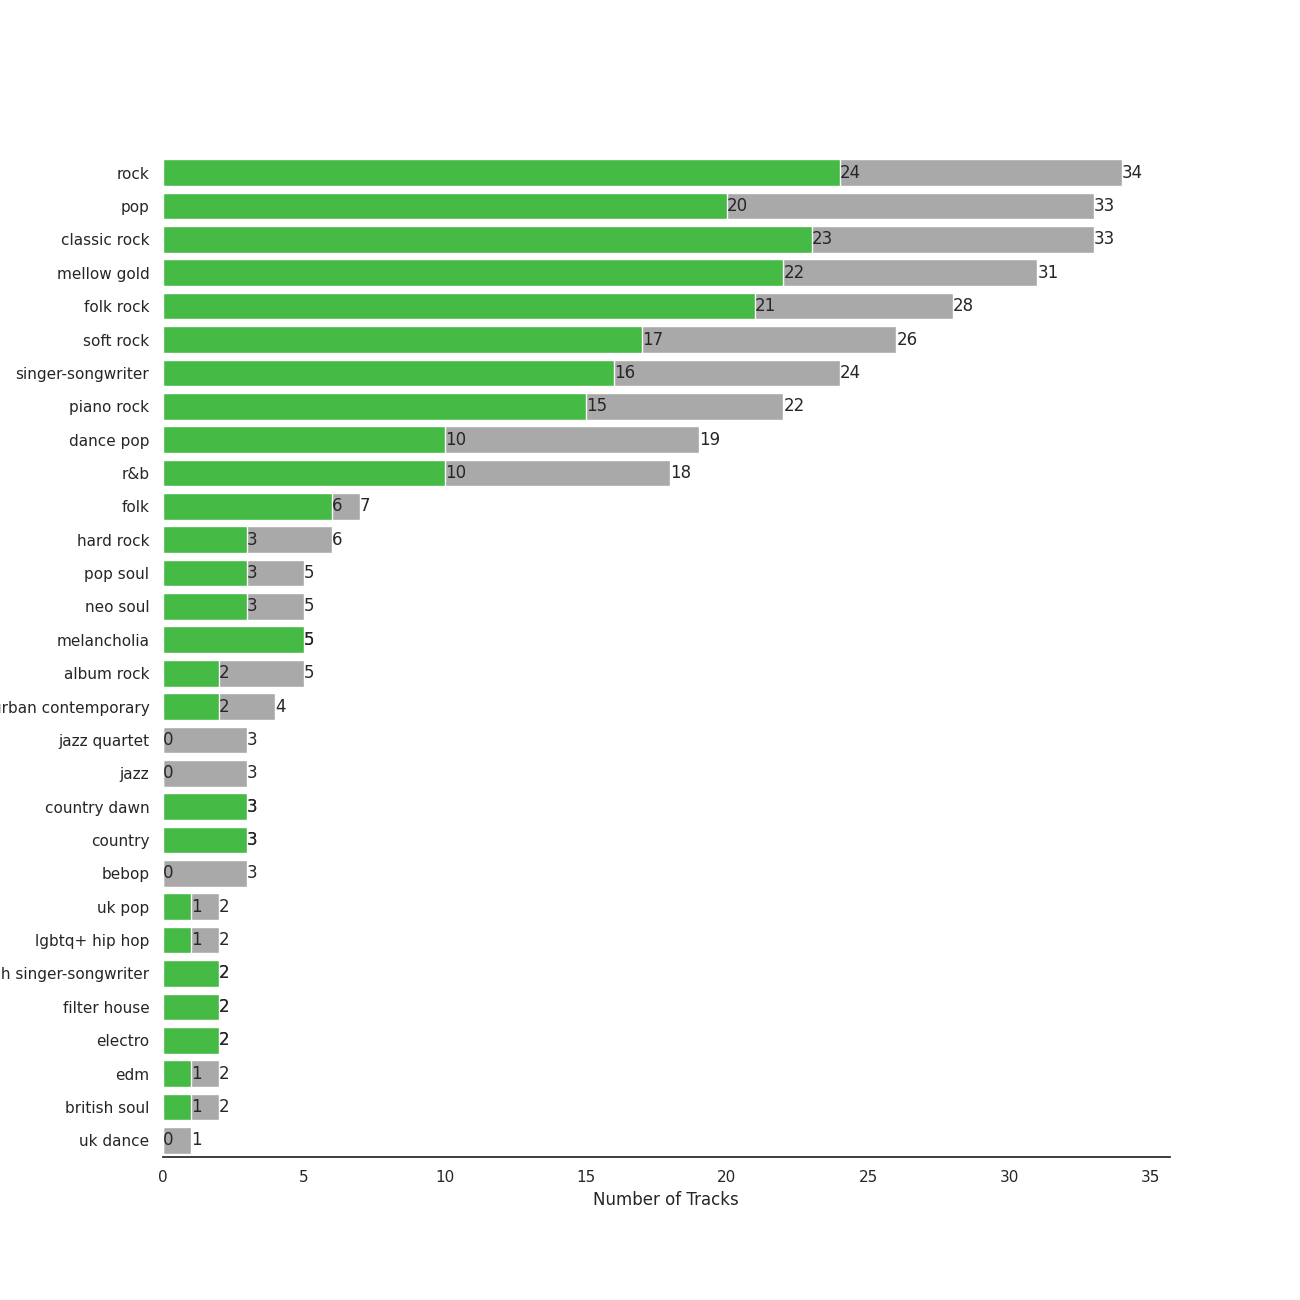 rock 24 34
pop 20 33
classic rock 23 33
mellow gold 22 31
folk rock 21 28
soft rock 17 26
singer-songwriter 16 24
piano rock 15 22
dance pop 10 19
r&b 10 18
folk 6 7
hard rock 3 6
pop soul 3 5
neo soul 3 5
melancholia 5
album rock 2 5
rban contemporary 2 4
jazz quartet 0 3
jazz 0 3
country dawn 3
country 3
bebop 0 3
uk pop 1 2
lgbtq+ hip hop 1 2
h singer-songwriter 2
filter house 2
electro 2
edm 1 2
british soul 1 2
uk dance 0 1
0 5 10 15 20 25 30 35
Number of Tracks